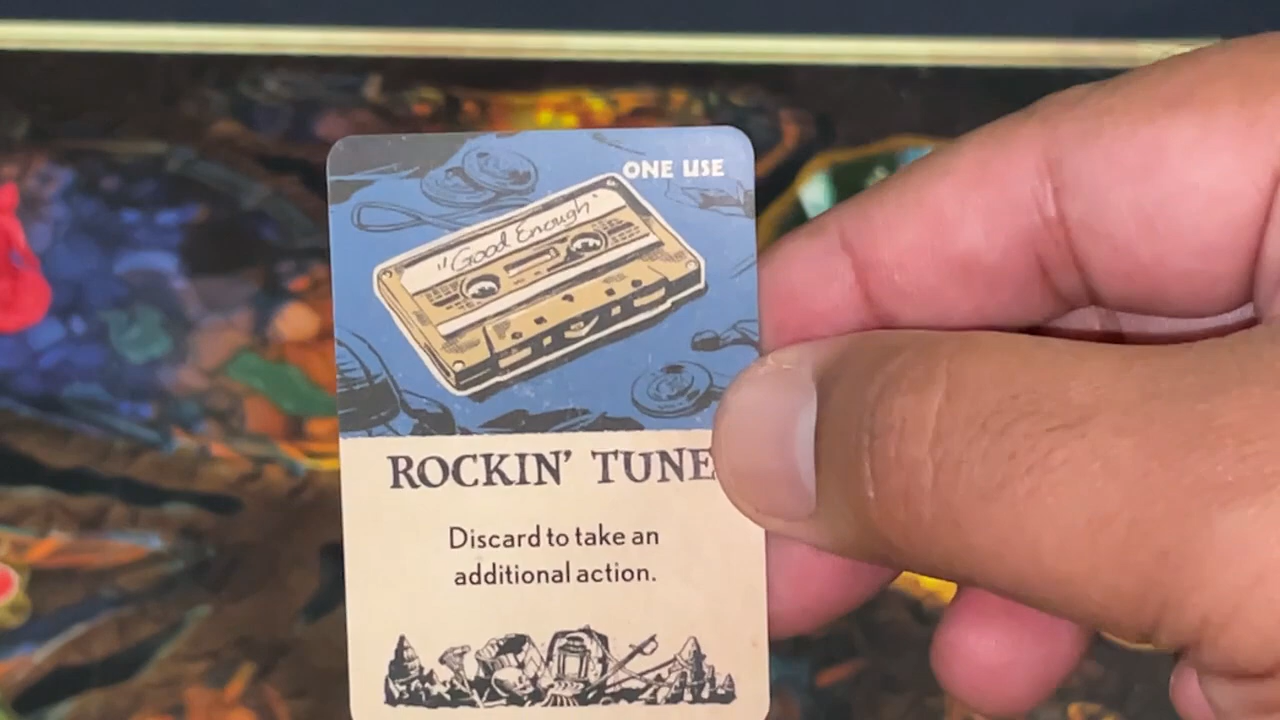 ONE USE
"Good Enough"
ROCKIN' TUNE
Discard to take an
additional action.